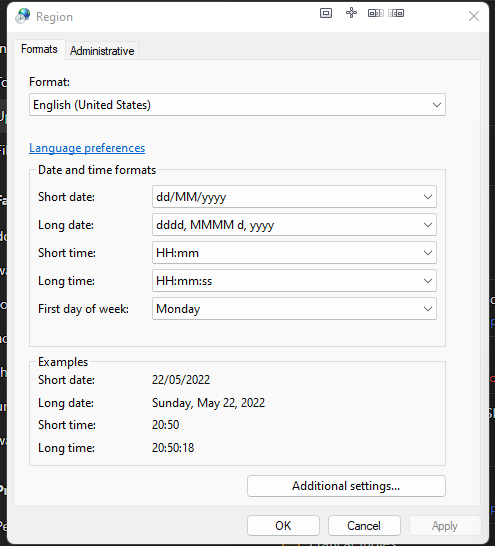 Region
Formats
Administrative
Format:
English (United States)
Language preferences
Date and time formats
Short date:
dd/MM/yyyy
Long date:
dddd, MMMM d, yyyy
Short time:
HH:mm
Long time:
HH:mm:ss
First day of week:
Monday
Examples
Short date:
22/05/2022
Long date:
Sunday, May 22, 2022
Short time:
20:50
Long time:
20:50:18
Additional settings...
OK
Cancel
Apply